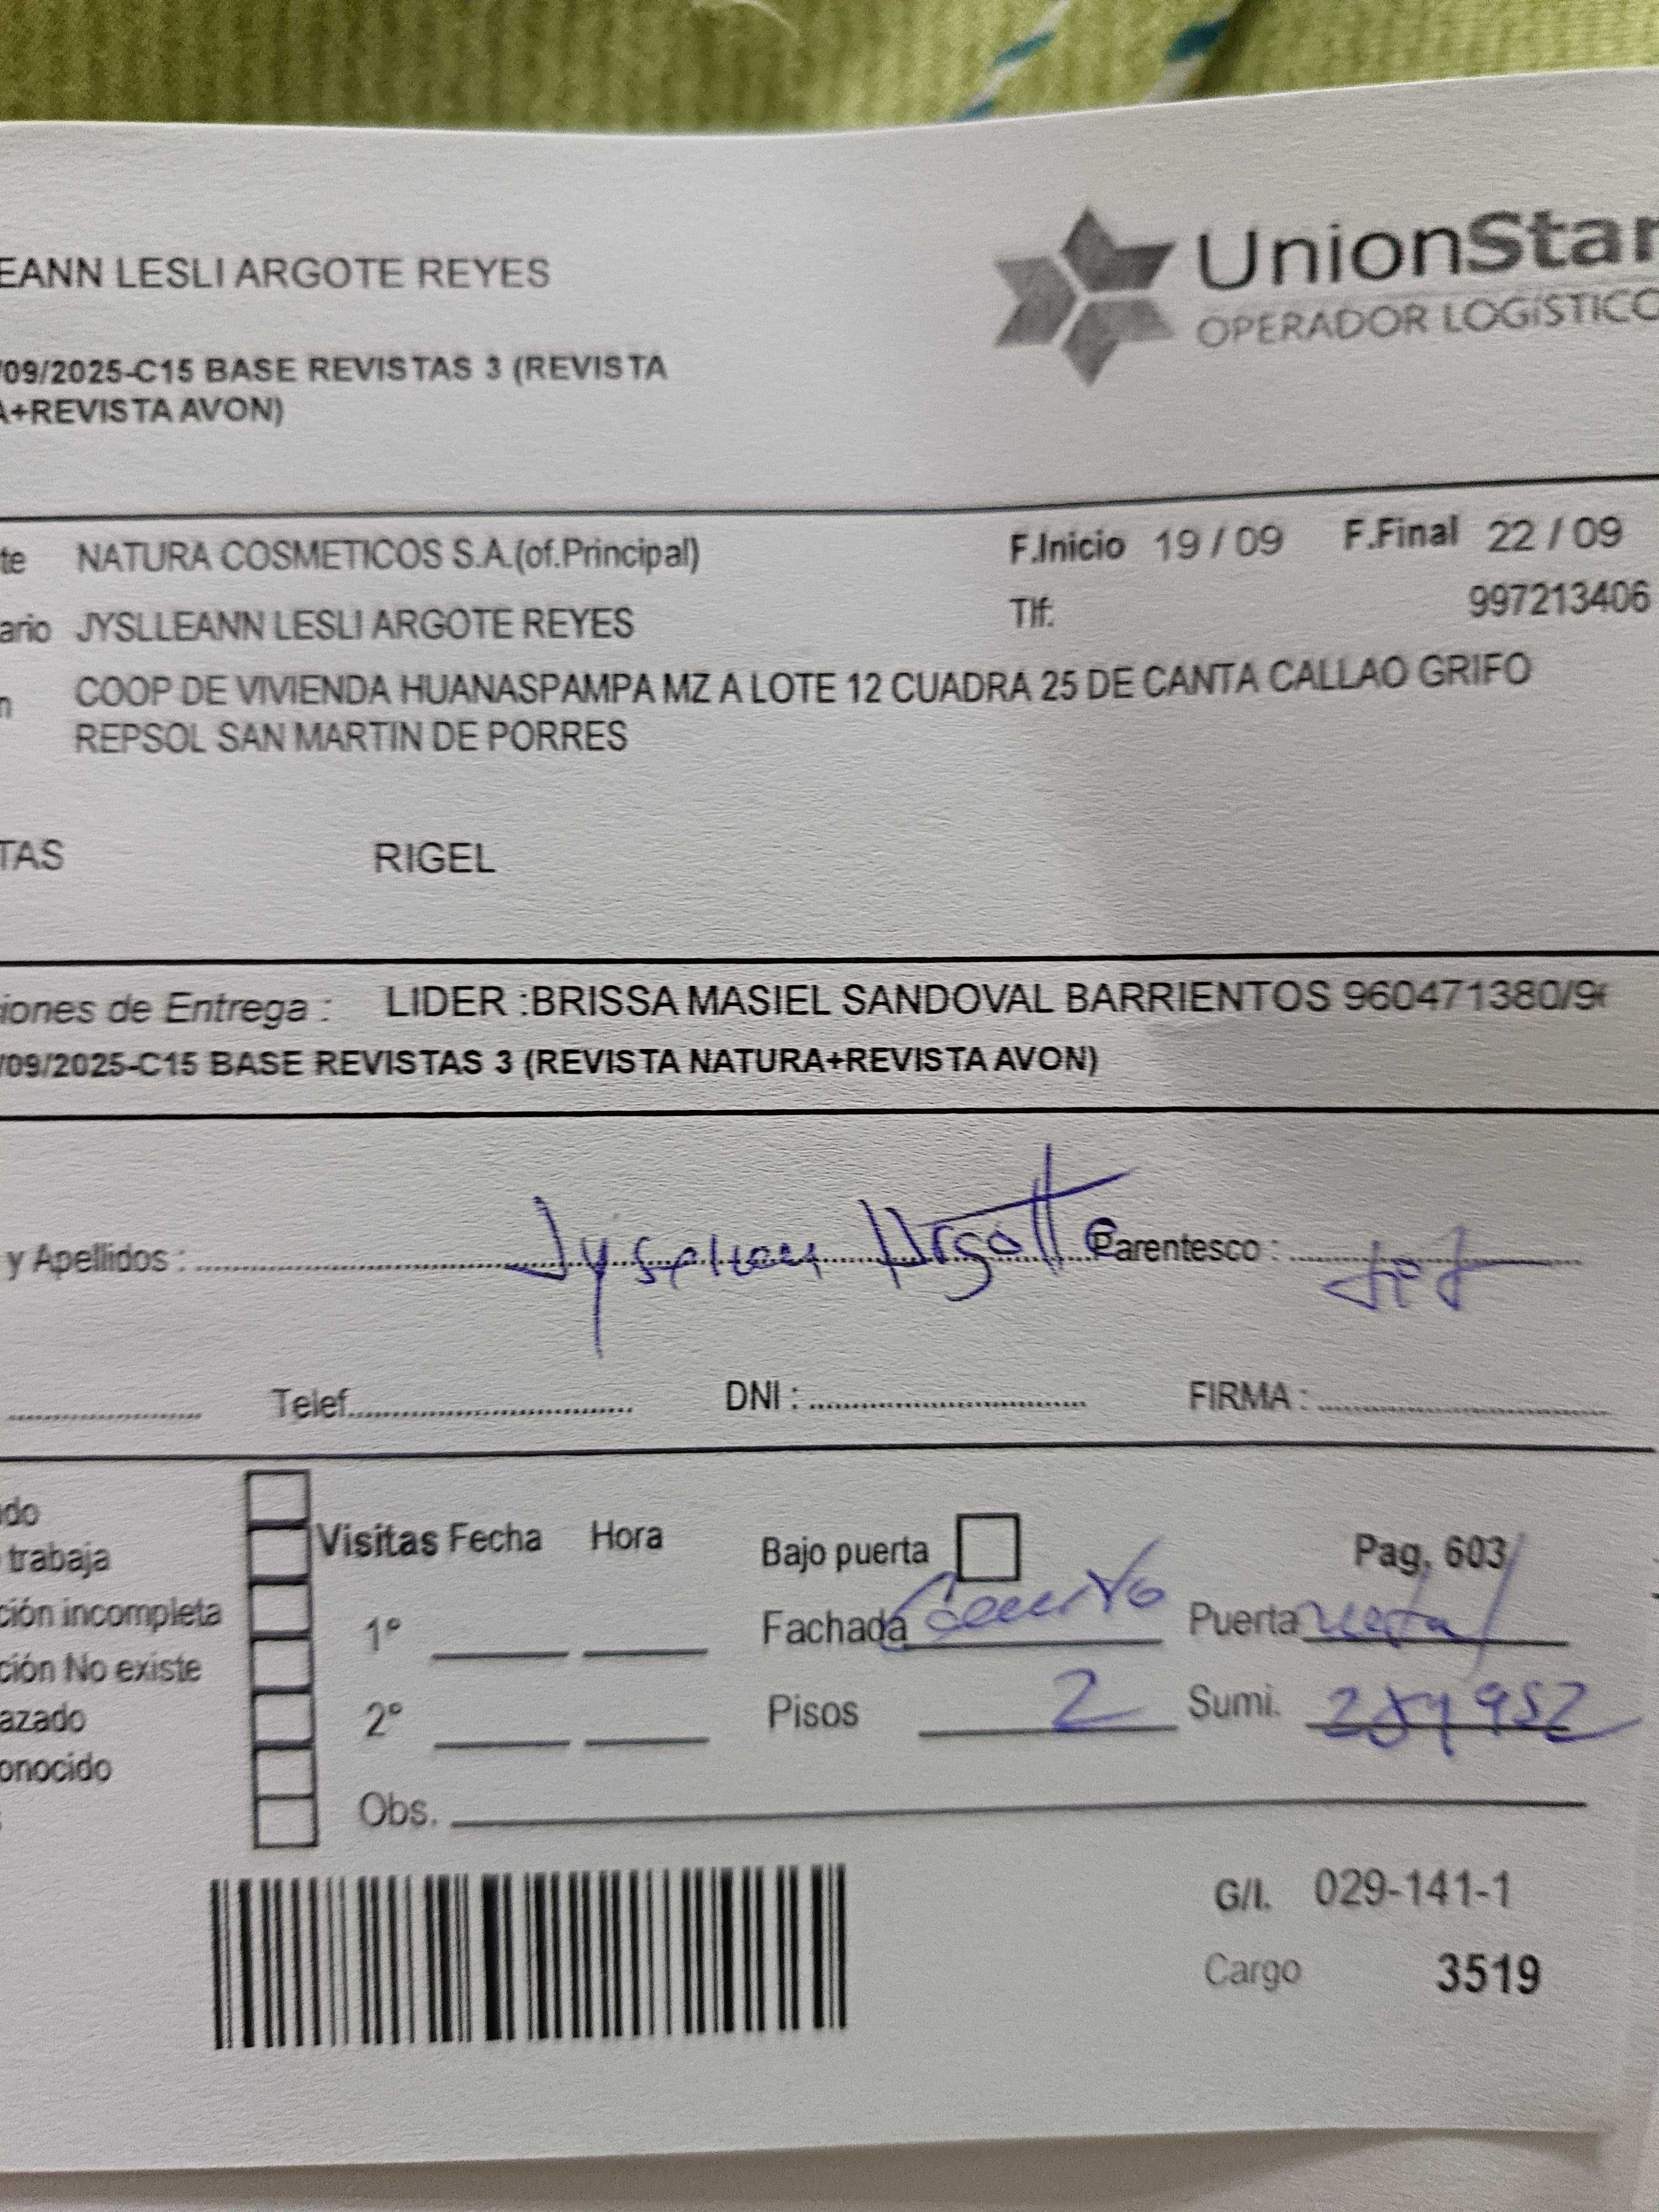 UnionStar
OPERADOR LOGÍSTICO
EANN LESLI ARGOTE REYES
/09/2025-C15 BASE REVISTAS 3 (REVISTA
A+REVISTA AVON)
te NATURA COSMETICOS S.A.(of.Principal) F.Inicio 19 / 09 F.Final 22 / 09
ario JYSLLEANN LESLI ARGOTE REYES Tlf: 997213406
n COOP DE VIVIENDA HUANASPAMPA MZ A LOTE 12 CUADRA 25 DE CANTA CALLAO GRIFO
REPSOL SAN MARTIN DE PORRES
TAS RIGEL
iones de Entrega : LIDER :BRISSA MASIEL SANDOVAL BARRIENTOS 960471380/9
/09/2025-C15 BASE REVISTAS 3 (REVISTA NATURA+REVISTA AVON)
y Apellidos : Argotte Parentesco :
Telef. DNI : FIRMA :
do
trabaja Visitas Fecha Hora Bajo puerta Pag. 603
ción incompleta 1° Fachada Puerta metal
ción No existe
azado 2° Pisos 2 Sumi.
onocido
Obs.
G/I. 029-141-1
Cargo 3519